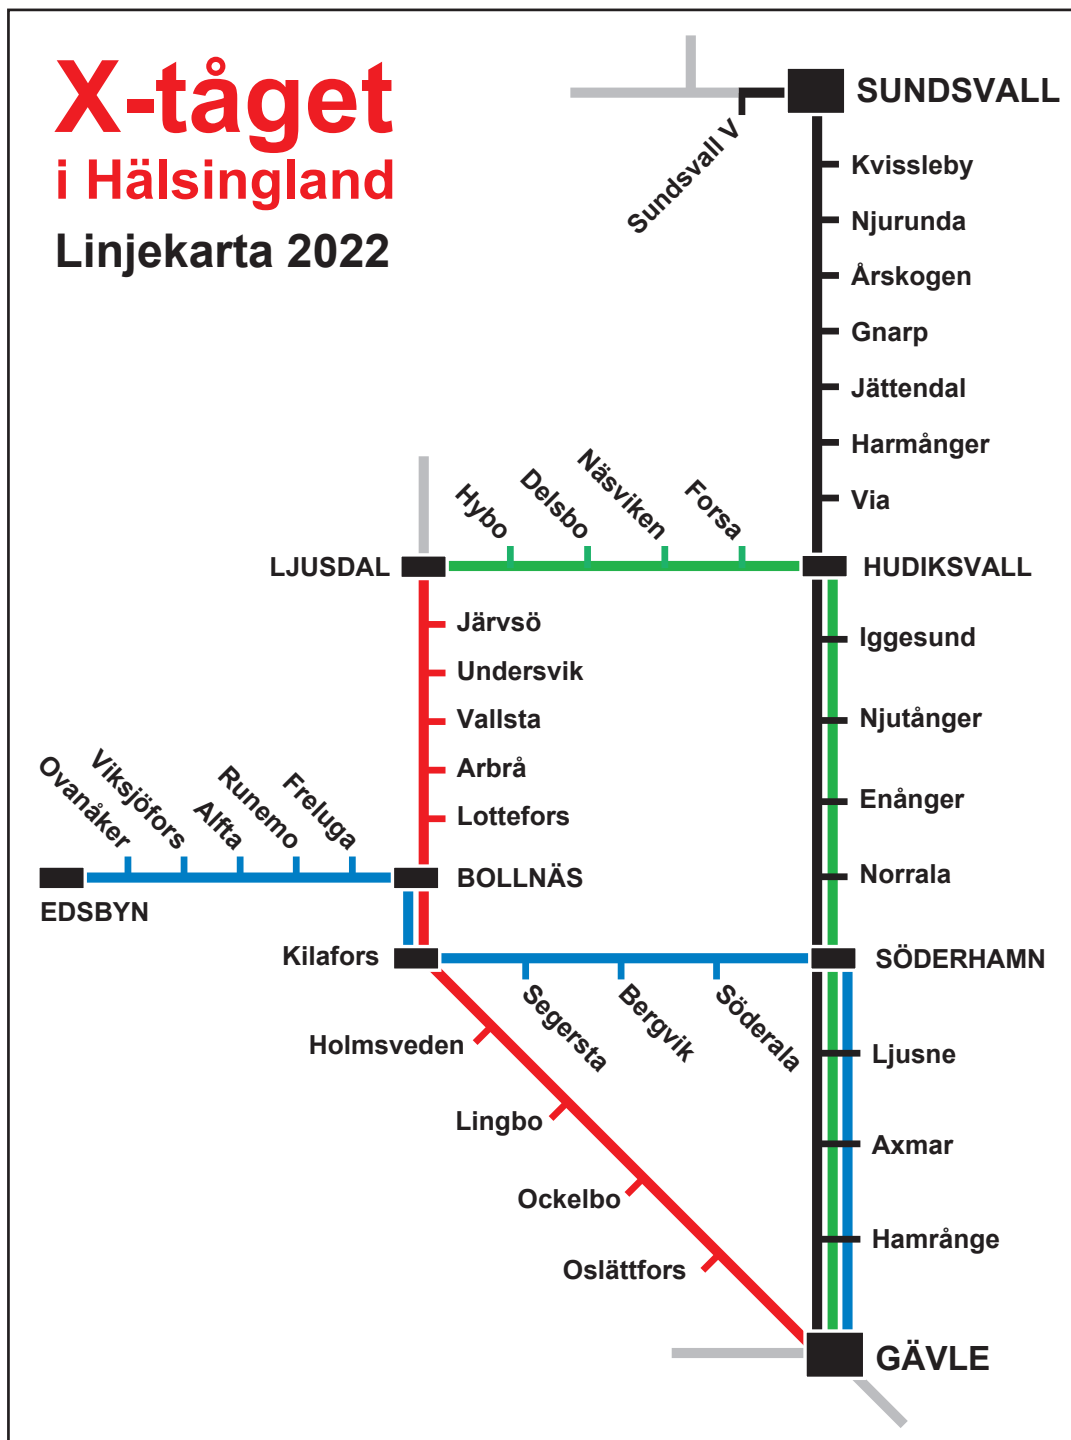 X-tåget
i Hälsingland
Linjekarta 2022
SUNDSVALL
Sundsvall V
Kvissleby
Njurunda
Årskogen
Gnarp
Jättendal
Harmånger
Via
Hybo
Delsbo
Näsviken
Forsa
LJUSDAL
HUDIKSVALL
Järvsö
Undersvik
Vallsta
Arbrå
Lottefors
Iggesund
Njutånger
Enånger
Norrala
Ovanåker
Viksjöfors
Alfta
Runemo
Freluga
EDSBYN
BOLLNÄS
Kilafors
SÖDERHAMN
Segersta
Bergvik
Söderala
Holmsveden
Lingbo
Ockelbo
Oslättfors
Ljusne
Axmar
Hamrånge
GÄVLE